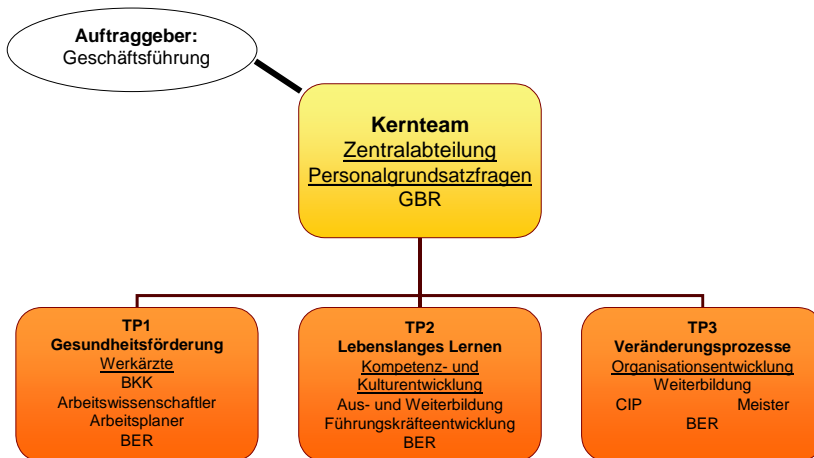 Auftraggeber:
Geschäftsführung
Kernteam
Zentralabteilung
Personalgrundsatzfragen
GBR
TP1
Gesundheitsförderung
Werkärzte
BKK
Arbeitswissenschaftler
Arbeitsplaner
BER
TP2
Lebenslanges Lernen
Kompetenz- und
Kulturentwicklung
Aus- und Weiterbildung
Führungskräfteentwicklung
BER
TP3
Veränderungsprozesse
Organisationsentwicklung
Weiterbildung
CIP Meister
BER